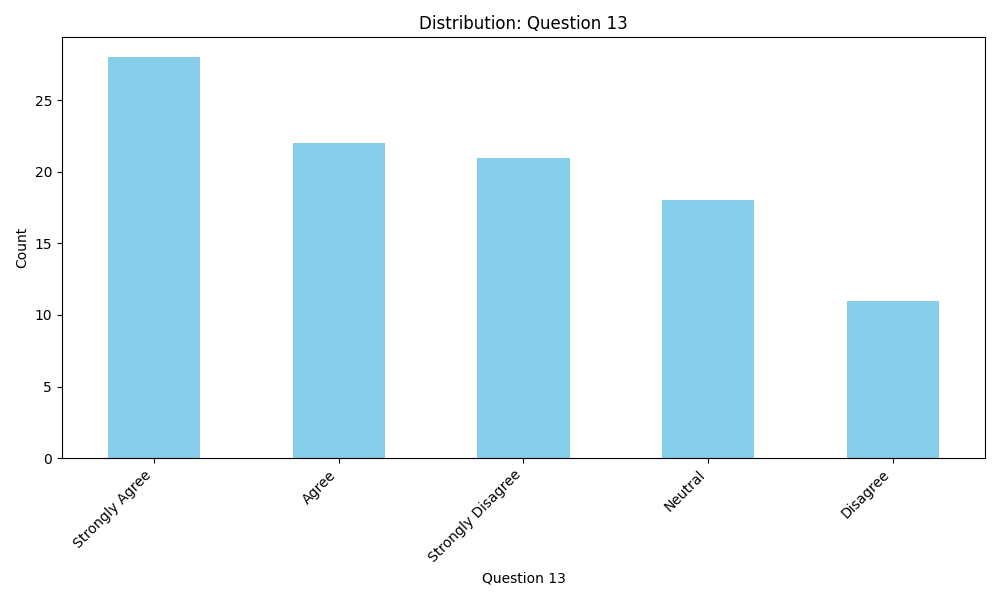 Distribution: Question 13
Count
25
20
15
10
5
0
Strongly Agree
Agree
Strongly Disagree
Neutral
Disagree
Question 13